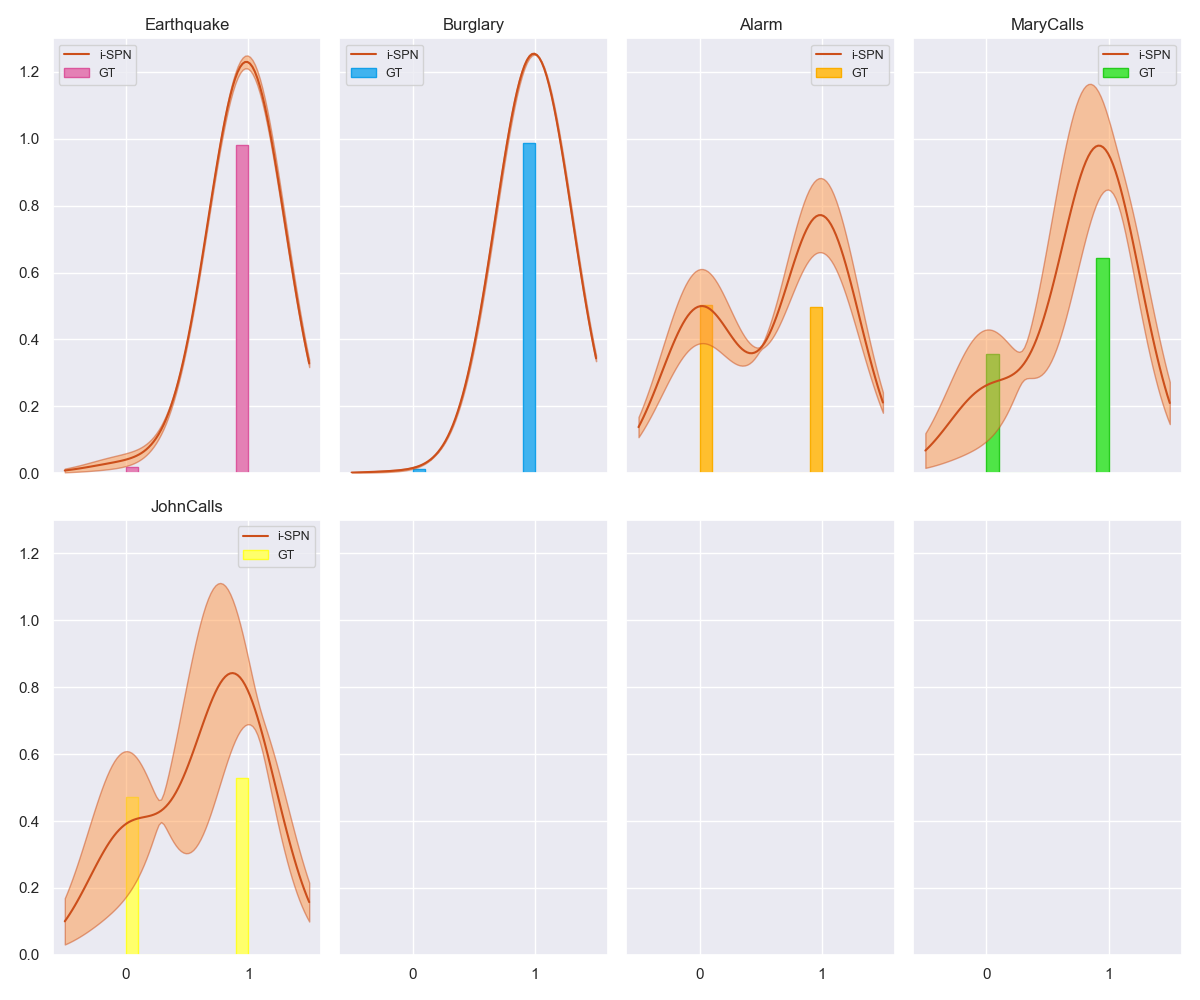 Earthquake
i-SPN
GT
Burglary
i-SPN
GT
Alarm
i-SPN
GT
MaryCalls
i-SPN
GT
1.2
1.0
0.8
0.6
0.4
0.2
0.0
JohnCalls
i-SPN
GT
1.2
1.0
0.8
0.6
0.4
0.2
0.0
0 1
0 1
0 1
0 1